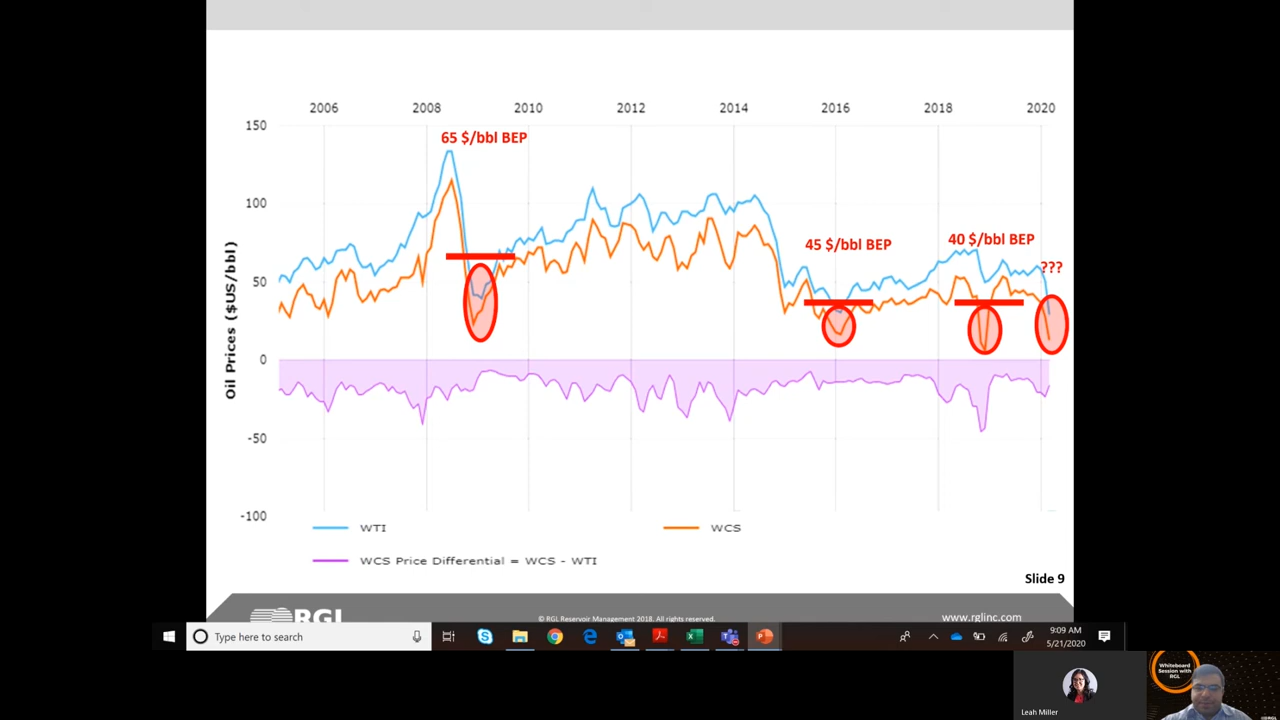 2006 2008 2010 2012 2014 2016 2018 2020
150
65 $/bbl BEP
100
45 $/bbl BEP
40 $/bbl BEP
???
50
0
-50
-100
Oil Prices ($US/bbl)
WTI
WCS
WCS Price Differential = WCS - WTI
Slide 9
RGL
© RGL Reservoir Management 2018. All rights reserved.
www.rglinc.com
Type here to search
9:09 AM
5/21/2020
Leah Miller
Whiteboard
Session with
RGL